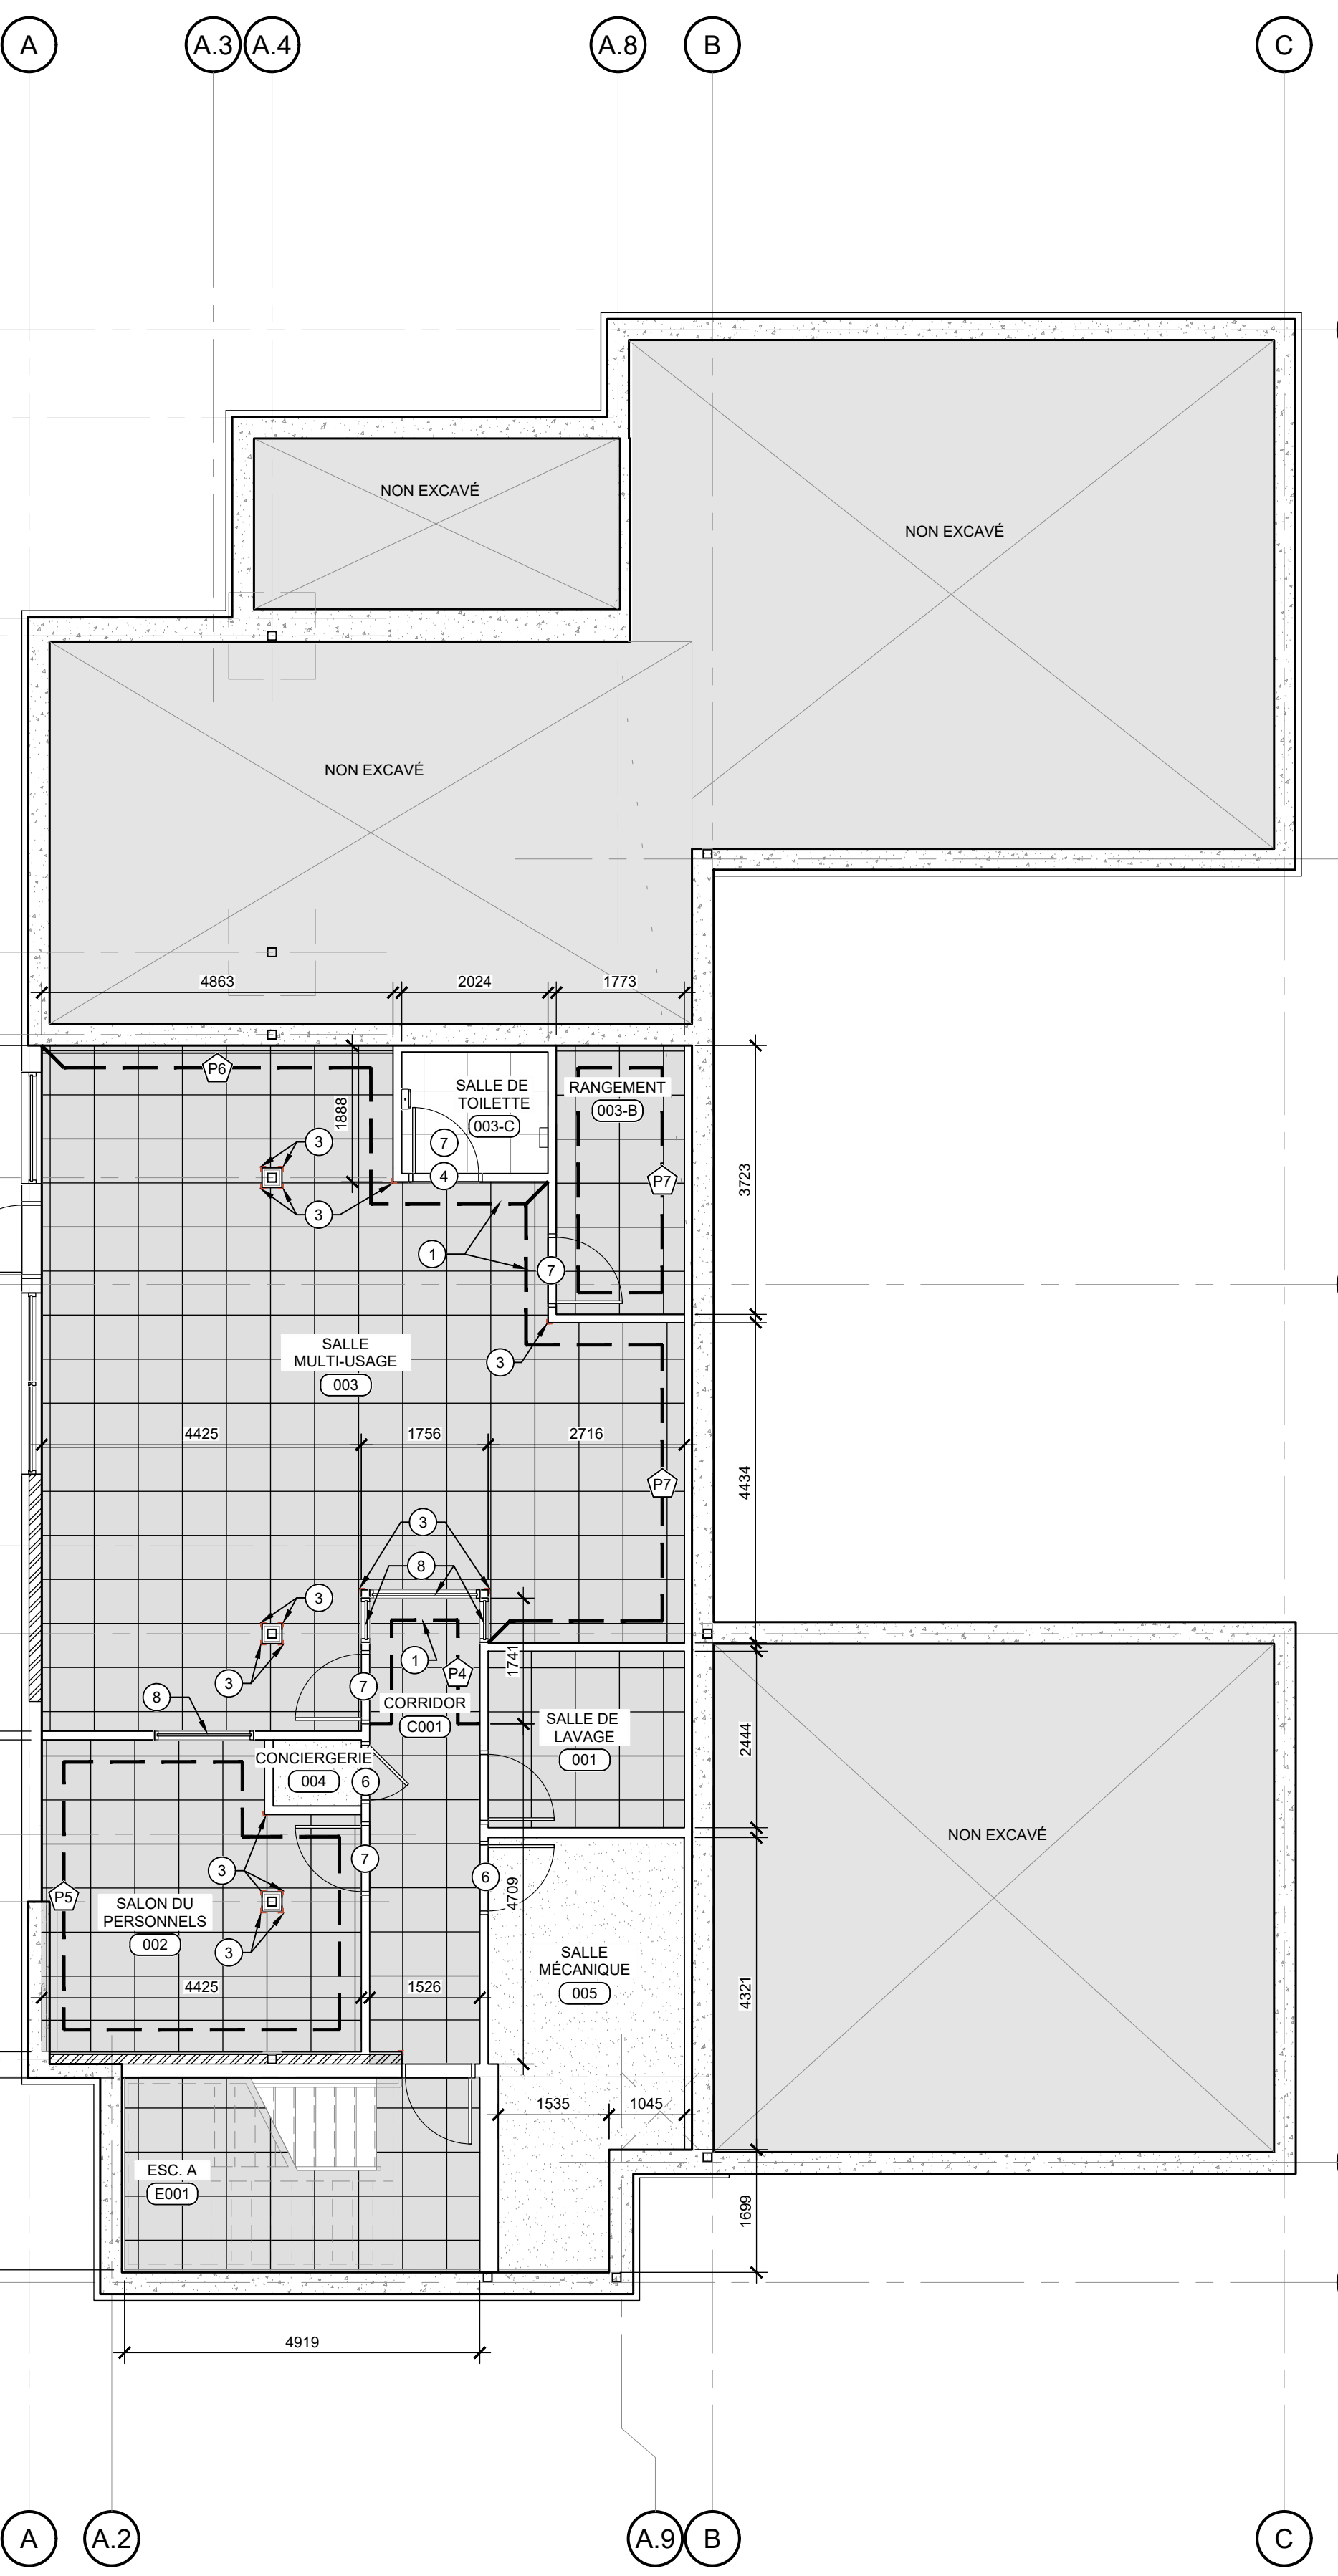 A
A.3
A.4
A.8
B
C
NON EXCAVÉ
NON EXCAVÉ
NON EXCAVÉ
4863
2024
1773
P6
SALLE DE
TOILETTE
003-C
RANGEMENT
003-B
1888
3
7
4
P7
3723
3
1
7
SALLE
MULTI-USAGE
003
3
4425
1756
2716
P7
4434
3
8
3
1
1741
P4
3
7
8
CORRIDOR
C001
SALLE DE
LAVAGE
001
2444
CONCIERGERIE
004
6
NON EXCAVÉ
7
3
6
4709
P5
SALON DU
PERSONNELS
002
3
SALLE
MÉCANIQUE
005
4425
1526
4321
1535
1045
ESC. A
E001
1699
4919
A
A.2
A.9
B
C